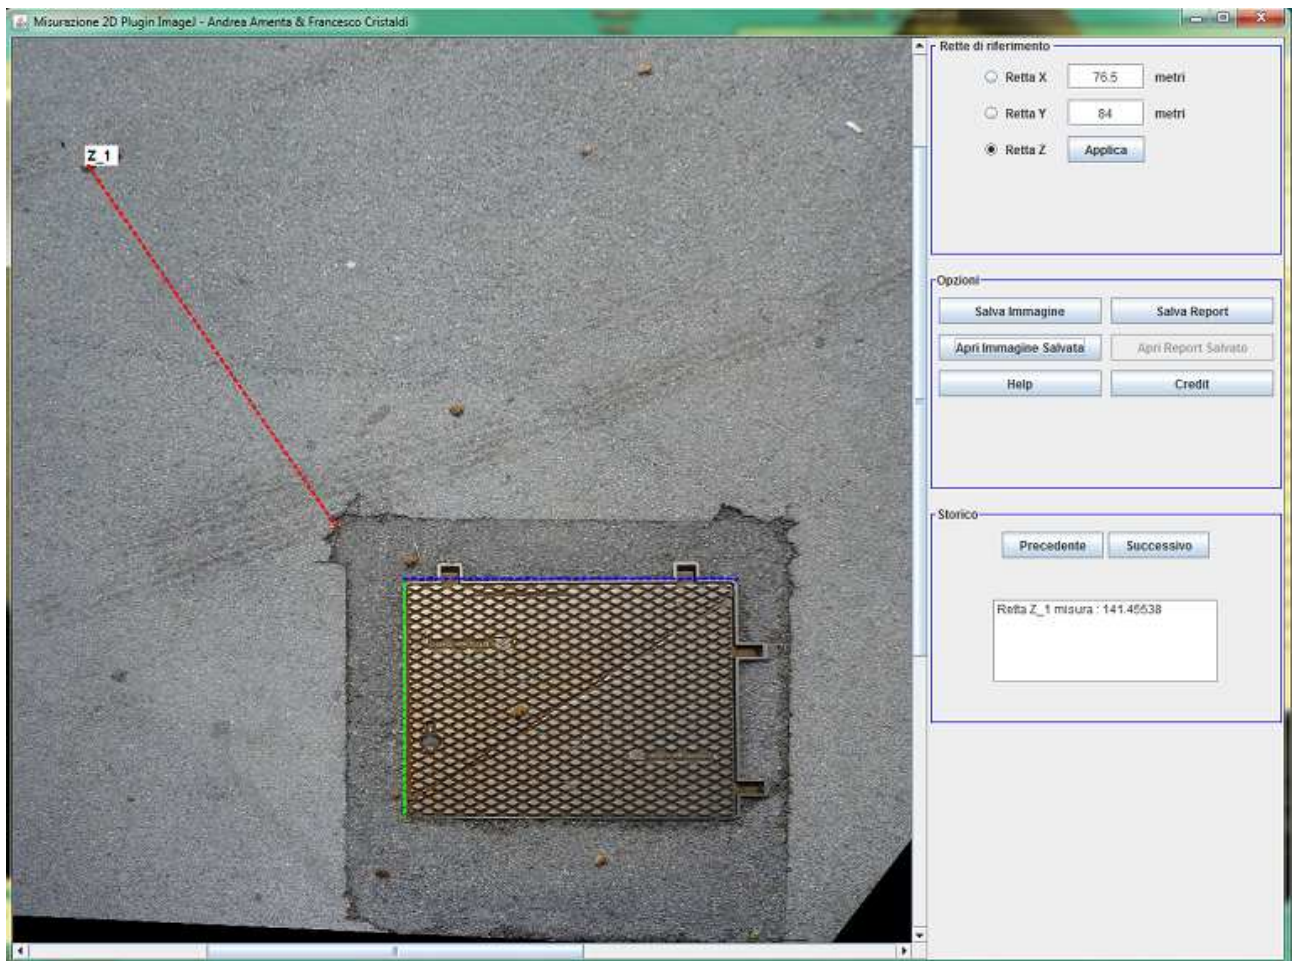 Misurazione 2D Plugin ImageJ - Andrea Amenta & Francesco Cristaldi
Z_1
Rette di riferimento
Retta X 76.5 metri
Retta Y 84 metri
Retta Z Applica
Opzioni
Salva Immagine Salva Report
Apri Immagine Salvata Apri Report Salvato
Help Credit
Storico
Precedente Successivo
Retta Z_1 misura : 141.45538